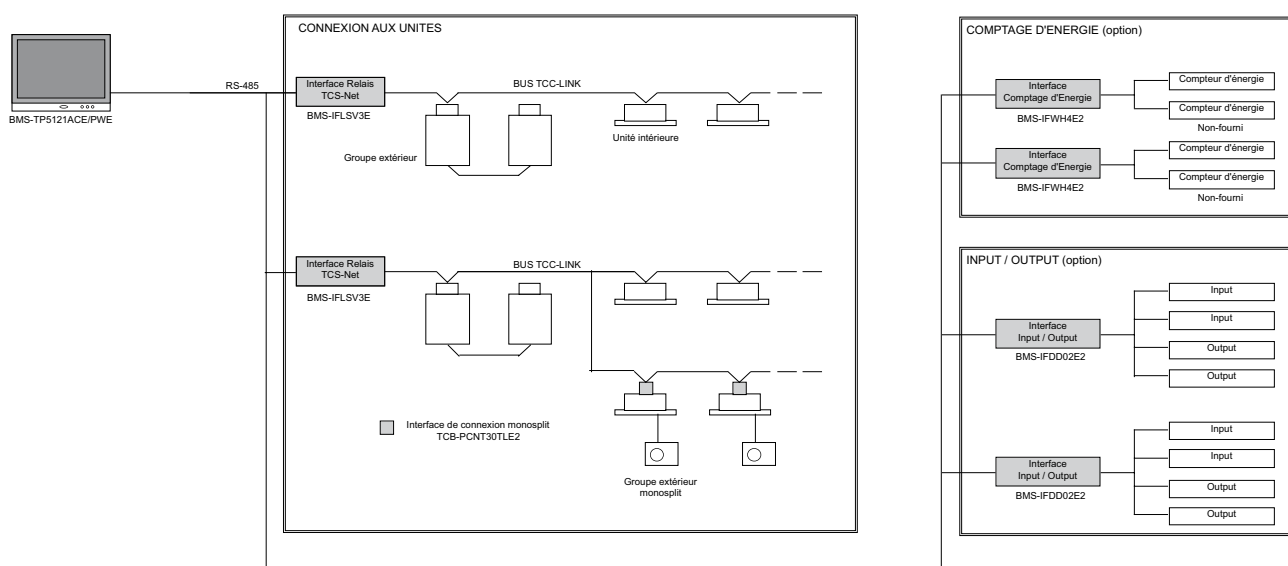 CONNEXION AUX UNITES
BMS-TP5121ACE/PWE
RS-485
Interface Relais
TCS-Net
BMS-IFLSV3E
BUS TCC-LINK
Groupe extérieur
Unité intérieure
Interface Relais
TCS-Net
BMS-IFLSV3E
BUS TCC-LINK
Interface de connexion monosplit
TCB-PCNT30TLE2
Groupe extérieur
monosplit
COMPTAGE D'ENERGIE (option)
Interface
Comptage d'Energie
BMS-IFWH4E2
Compteur d'énergie
Compteur d'énergie
Non-fourni
Interface
Comptage d'Energie
BMS-IFWH4E2
Compteur d'énergie
Compteur d'énergie
Non-fourni
INPUT / OUTPUT (option)
Interface
Input / Output
BMS-IFDD02E2
Input
Input
Output
Output
Interface
Input / Output
BMS-IFDD02E2
Input
Input
Output
Output